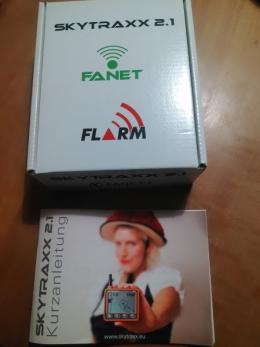 SKYTRAXX 2.1
FANET
FLARM
SKYTRAXX 2.1
Kurzanleitung
www.skytraxx.eu